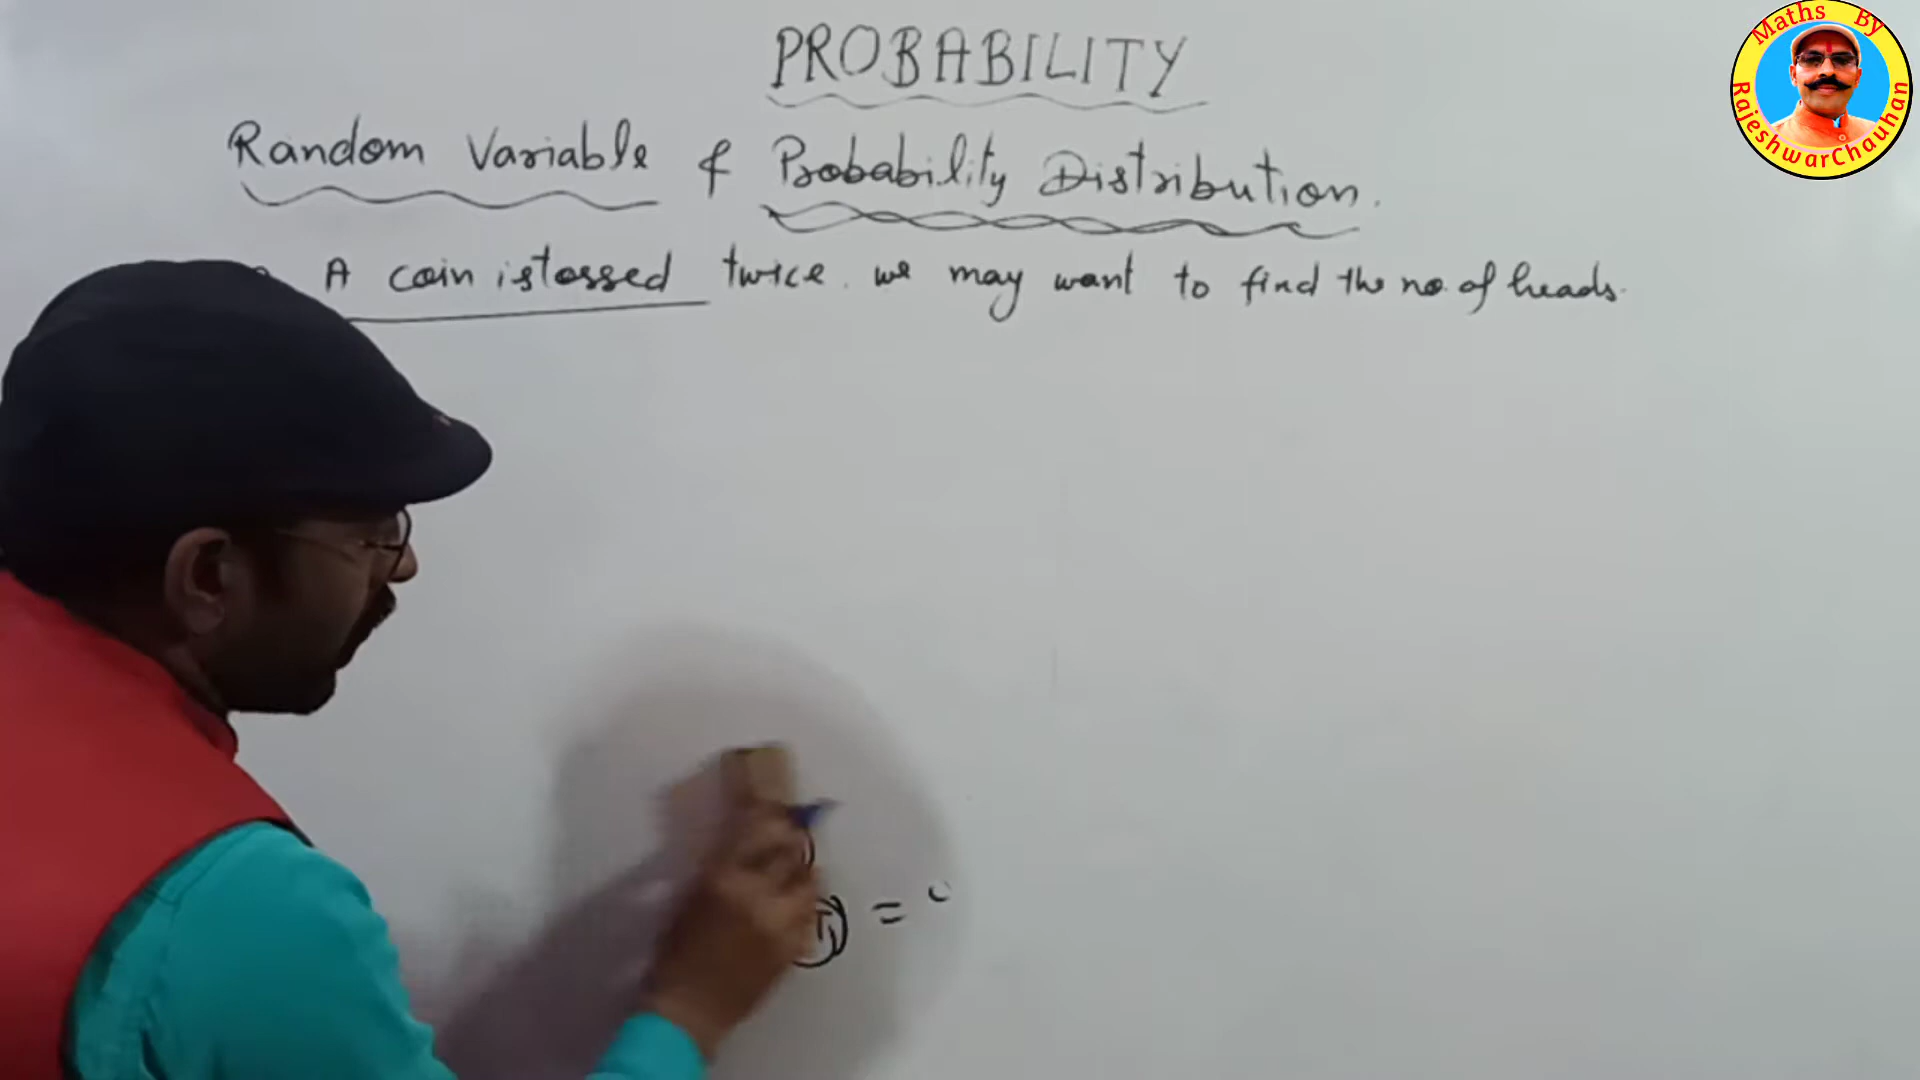 PROBABILITY
Random Variable & Probability Distribution.
A coin is tossed twice. we may want to find the no. of heads.
T) =
Maths By
RajeshwarChauhan